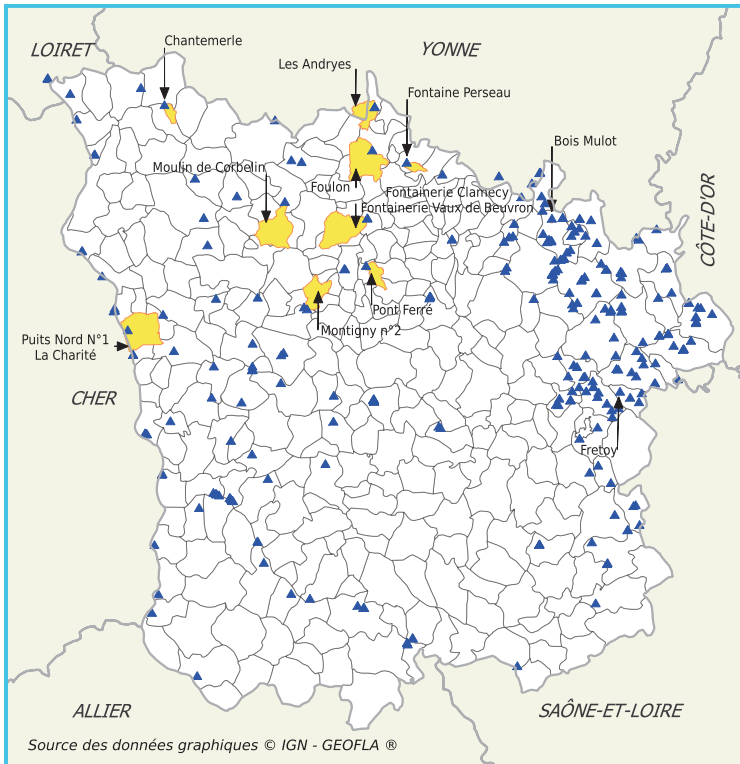 LOIRET
Chantemerle
YONNE
Les Andryes
Fontaine Perseau
Bois Mulot
Moulin de Corbelin
Foulon
Fontainerie Clamecy
Fontainerie Vaux de Beuvron
CÔTE-D'OR
Pont Ferré
Montigny n°2
Puits Nord N°1
La Charité
CHER
Fretoy
ALLIER
SAÔNE-ET-LOIRE
Source des données graphiques © IGN - GEOFLA ®